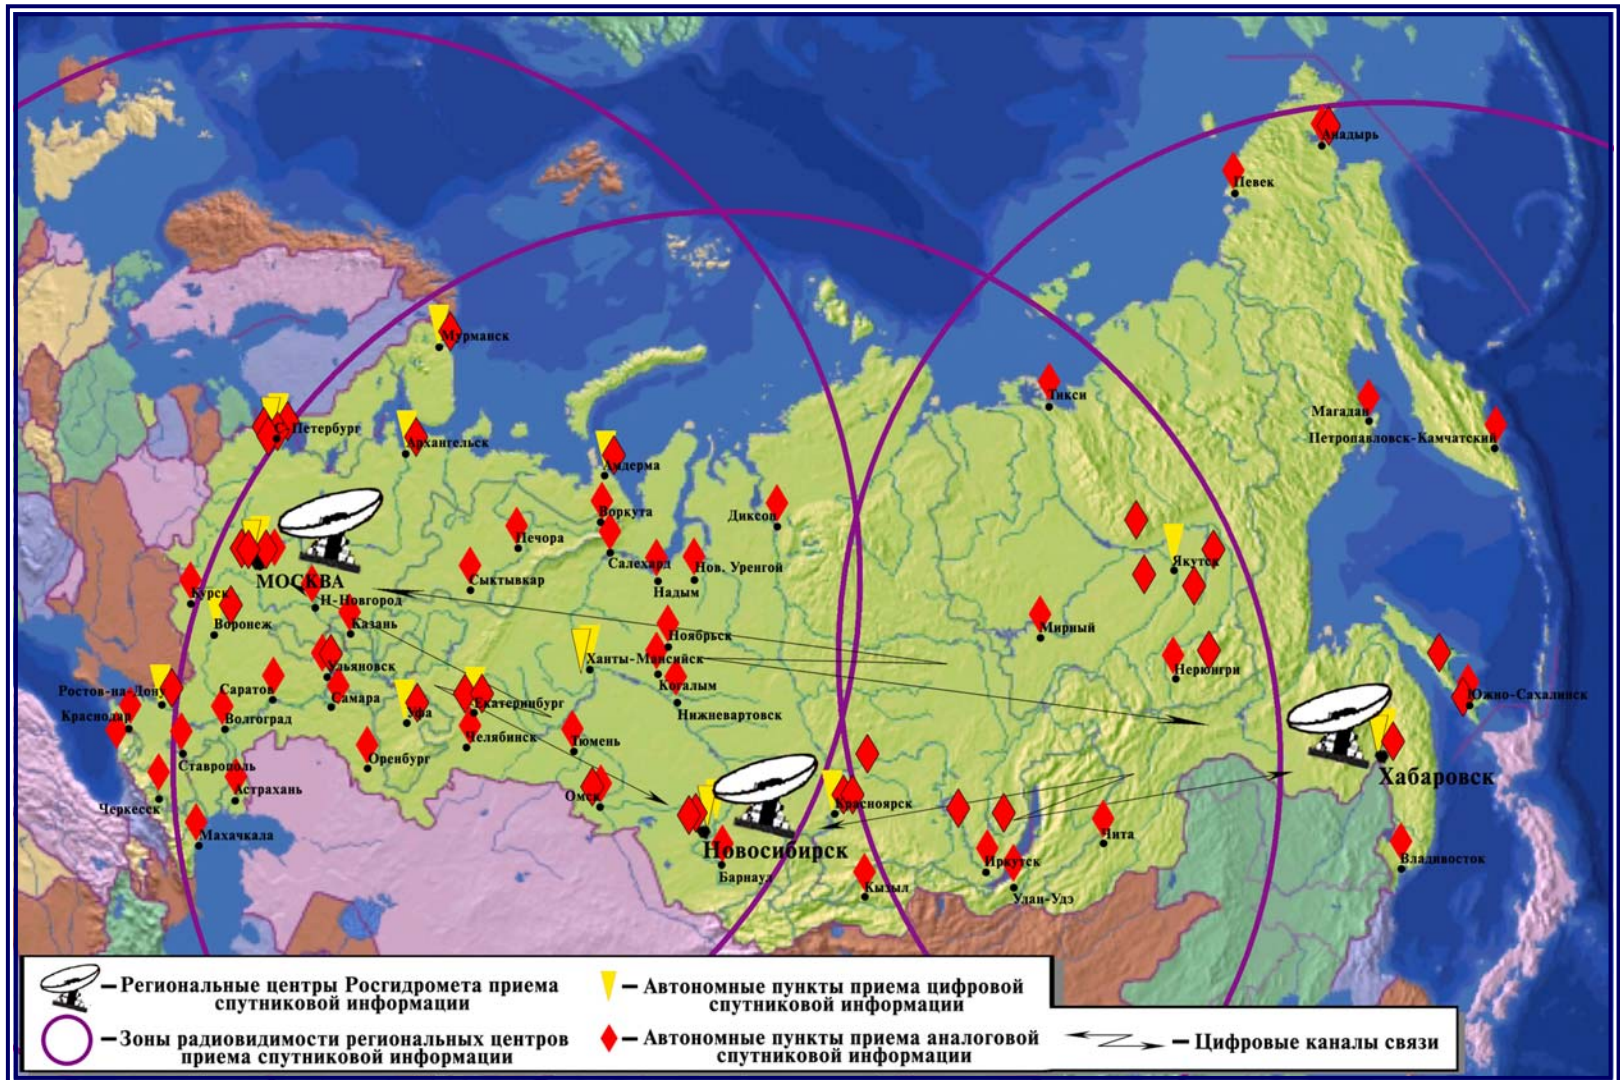 Анадырь
Певек
Мурманск
С.-Петербург
Архангельск
Амдерма
Тикси
Магадан
Петропавловск-Камчатский
Воркута
Диксон
Печора
Салехард
Нов. Уренгой
Якутск
МОСКВА
Сыктывкар
Надым
Курск
Н-Новгород
Казань
Воронеж
Ноябрьск
Мирный
Ульяновск
Ханты-Мансийск
Нерюнгри
Ростов-на-Дону
Саратов
Самара
Екатеринбург
Когалым
Южно-Сахалинск
Краснодар
Волгоград
Уфа
Нижневартовск
Челябинск
Тюмень
Ставрополь
Оренбург
Хабаровск
Астрахань
Омск
Черкесск
Красноярск
Махачкала
Новосибирск
Чита
Барнаул
Иркутск
Владивосток
Кызыл
Улан-Удэ
– Региональные центры Росгидромета приема
спутниковой информации
– Зоны радиовидимости региональных центров
приема спутниковой информации
– Автономные пункты приема цифровой
спутниковой информации
– Автономные пункты приема аналоговой
спутниковой информации
– Цифровые каналы связи